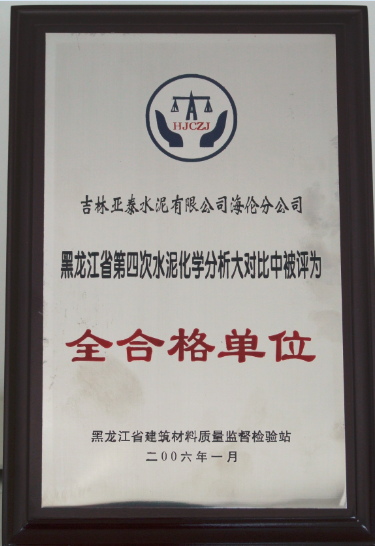 HJCZJ
吉林亚泰水泥有限公司海伦分公司
黑龙江省第四次水泥化学分析大对比中被评为
全合格单位
黑龙江省建筑材料质量监督检验站
二00六年一月